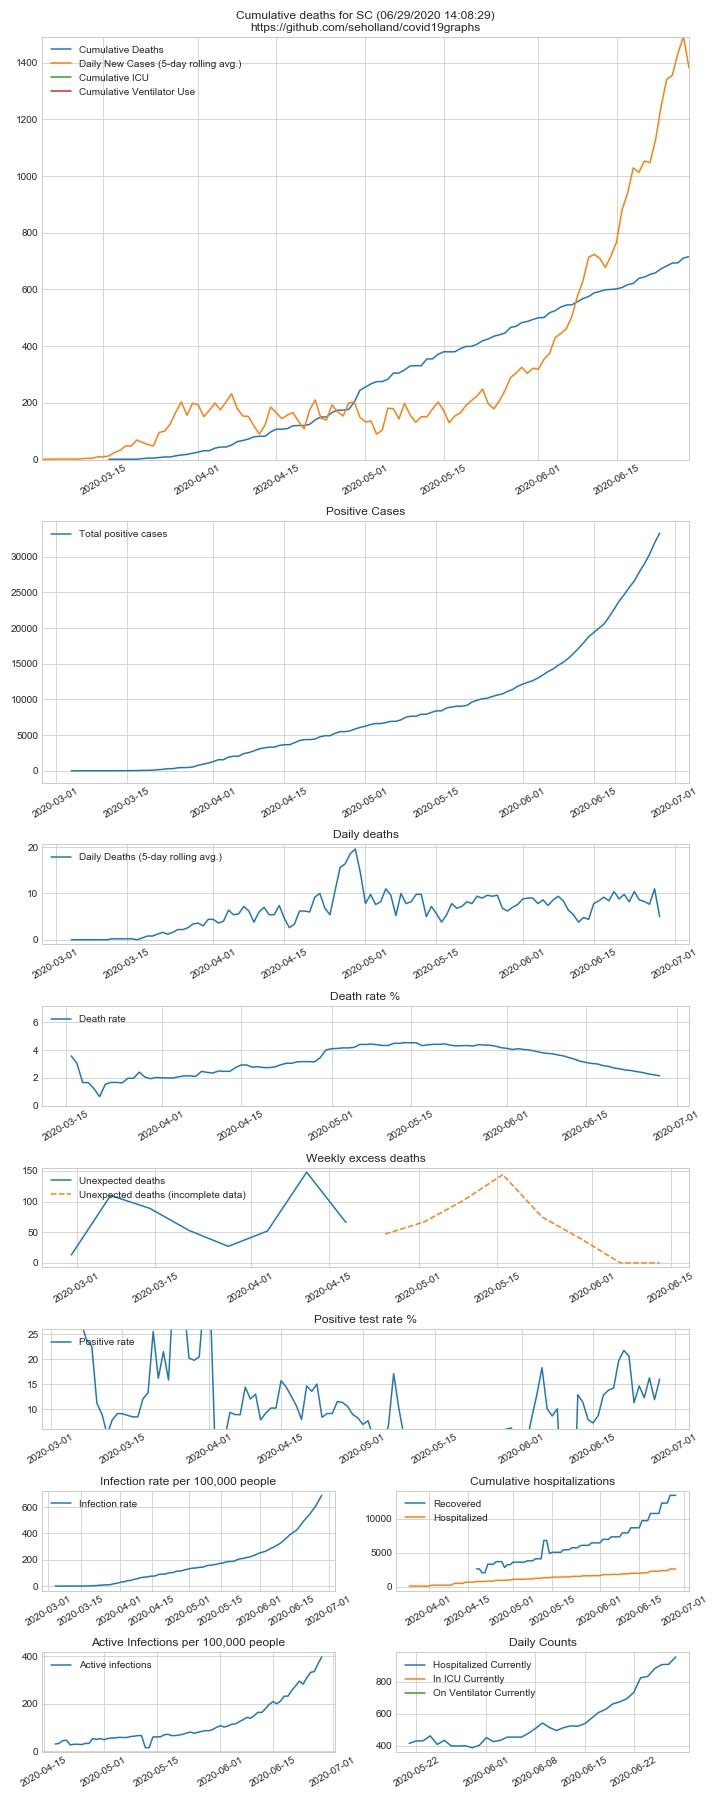 Cumulative deaths for SC (06/29/2020 14:08:29)
https://github.com/seholland/covid19graphs
Cumulative Deaths
Daily New Cases (5-day rolling avg.)
Cumulative ICU
Cumulative Ventilator Use
1400
1200
1000
800
600
400
200
0
2020-03-15 2020-04-01 2020-04-15 2020-05-01 2020-05-15 2020-06-01 2020-06-15
Positive Cases
Total positive cases
30000
25000
20000
15000
10000
5000
0
2020-03-01 2020-03-15 2020-04-01 2020-04-15 2020-05-01 2020-05-15 2020-06-01 2020-06-15 2020-07-01
Daily deaths
Daily Deaths (5-day rolling avg.)
20
10
0
2020-03-01 2020-03-15 2020-04-01 2020-04-15 2020-05-01 2020-05-15 2020-06-01 2020-06-15 2020-07-01
Death rate %
Death rate
6
4
2
0
2020-03-15 2020-04-01 2020-04-15 2020-05-01 2020-05-15 2020-06-01 2020-06-15 2020-07-01
Weekly excess deaths
Unexpected deaths
Unexpected deaths (incomplete data)
150
100
50
0
2020-03-01 2020-03-15 2020-04-01 2020-04-15 2020-05-01 2020-05-15 2020-06-01 2020-06-15
Positive test rate %
Positive rate
25
20
15
10
2020-03-01 2020-03-15 2020-04-01 2020-04-15 2020-05-01 2020-05-15 2020-06-01 2020-06-15 2020-07-01
Infection rate per 100,000 people
Infection rate
600
400
200
0
2020-03-01 2020-03-15 2020-04-01 2020-04-15 2020-05-01 2020-05-15 2020-06-01 2020-06-15 2020-07-01
Cumulative hospitalizations
Recovered
Hospitalized
10000
5000
0
2020-04-01 2020-04-15 2020-05-01 2020-05-15 2020-06-01 2020-06-15 2020-07-01
Active Infections per 100,000 people
Active infections
400
200
0
2020-04-15 2020-05-01 2020-05-15 2020-06-01 2020-06-15 2020-07-01
Daily Counts
Hospitalized Currently
In ICU Currently
On Ventilator Currently
800
600
400
2020-05-22 2020-06-01 2020-06-08 2020-06-15 2020-06-22